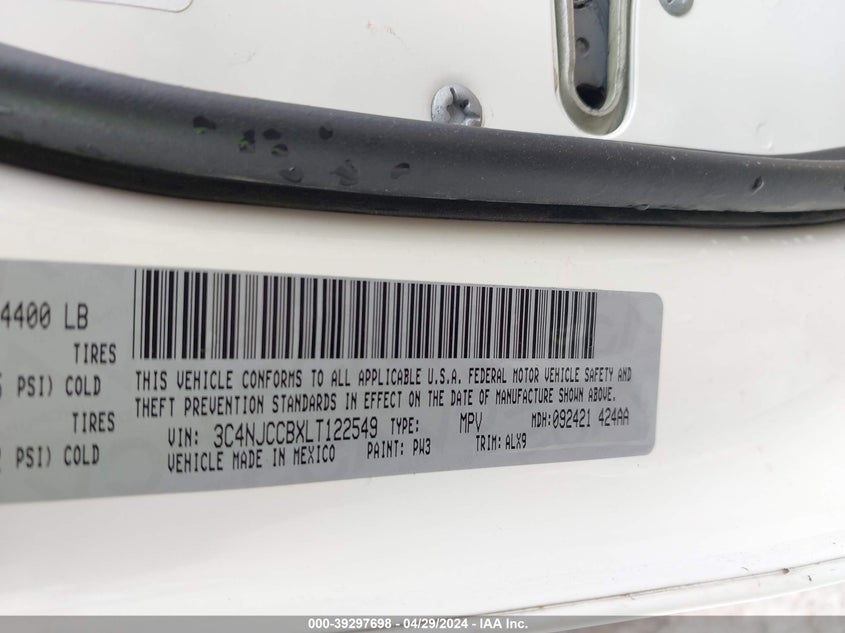 4400 LB
TIRES
PSI) COLD
TIRES
PSI) COLD
THIS VEHICLE CONFORMS TO ALL APPLICABLE U.S.A. FEDERAL MOTOR VEHICLE SAFETY AND
THEFT PREVENTION STANDARDS IN EFFECT ON THE DATE OF MANUFACTURE SHOWN ABOVE.
VIN: 3C4NJCCBXLT122549 TYPE: MPV MDH: 092421 424AA
VEHICLE MADE IN MEXICO PAINT: PW3 TRIM: ALX9
000-39297698 - 04/29/2024 - Copyright © 2024 IAA, Inc.